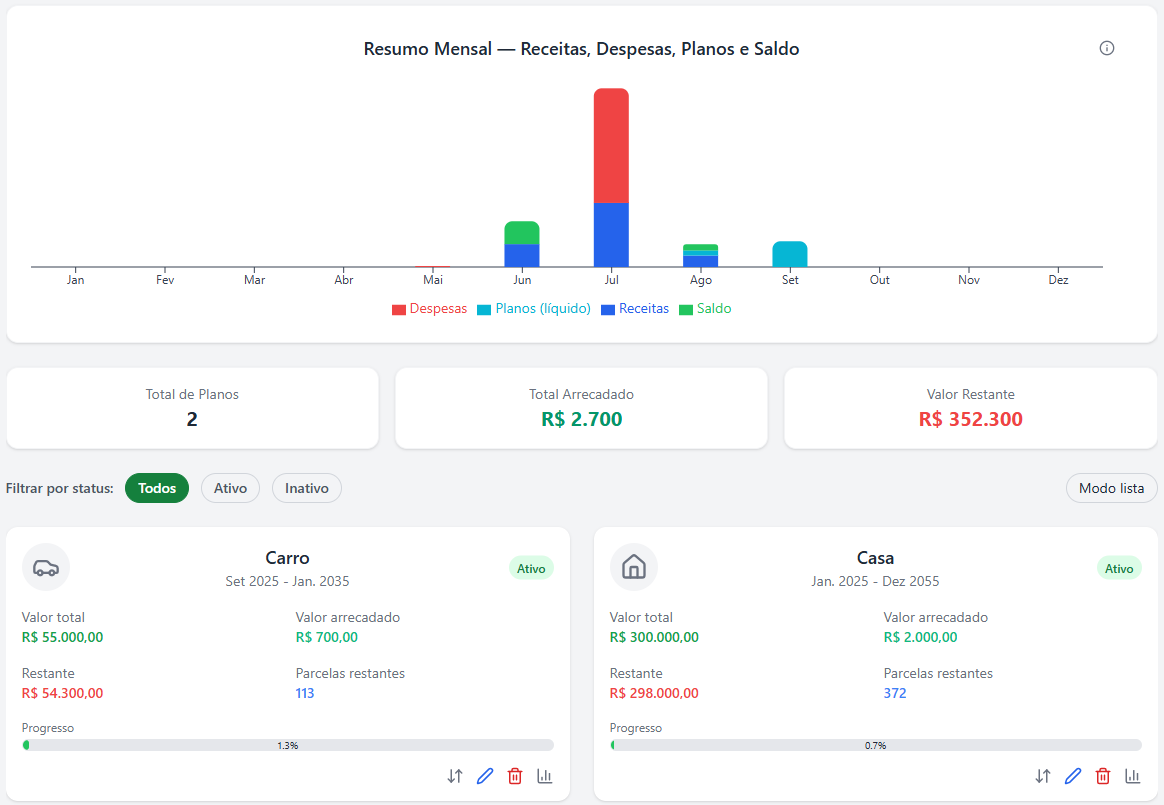 Resumo Mensal — Receitas, Despesas, Planos e Saldo
Jan Fev Mar Abr Mai Jun Jul Ago Set Out Nov Dez
Despesas Planos (líquido) Receitas Saldo
Total de Planos
2
Total Arrecadado
R$ 2.700
Valor Restante
R$ 352.300
Filtrar por status: Todos Ativo Inativo Modo lista
Carro
Set 2025 - Jan. 2035
Ativo
Valor total
R$ 55.000,00
Valor arrecadado
R$ 700,00
Restante
R$ 54.300,00
Parcelas restantes
113
Progresso
1.3%
Casa
Jan. 2025 - Dez 2055
Ativo
Valor total
R$ 300.000,00
Valor arrecadado
R$ 2.000,00
Restante
R$ 298.000,00
Parcelas restantes
372
Progresso
0.7%